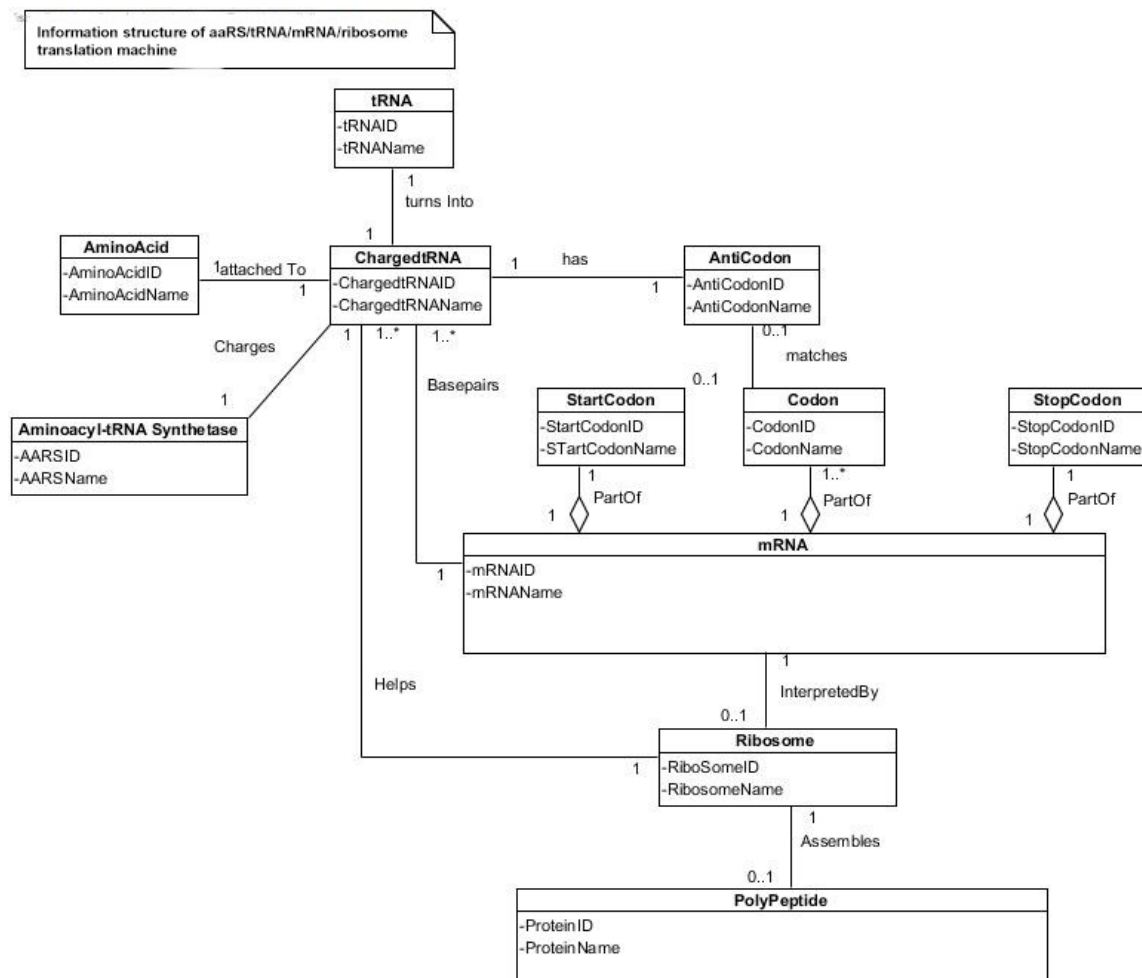 Information structure of aaRS/tRNA/mRNA/ribosome
translation machine
tRNA
-tRNAID
-tRNAName
1
turns Into
1
AminoAcid
-AminoAcidID
-AminoAcidName
1
attached To
1
ChargedtRNA
-ChargedtRNAID
-ChargedtRNAName
1
has
1
AntiCodon
-AntiCodonID
-AntiCodonName
1
1..*
1..*
0..1
Charges
matches
Basepairs
0..1
1
StartCodon
-StartCodonID
-STartCodonName
Codon
-CodonID
-CodonName
StopCodon
-StopCodonID
-StopCodonName
Aminoacyl-tRNA Synthetase
-AARSID
-AARSName
1
1..*
1
PartOf
PartOf
PartOf
1
1
1
mRNA
-mRNAID
-mRNAName
1
1
Helps
InterpretedBy
0..1
Ribosome
-RiboSomeID
-RibosomeName
1
1
Assembles
0..1
PolyPeptide
-ProteinID
-ProteinName